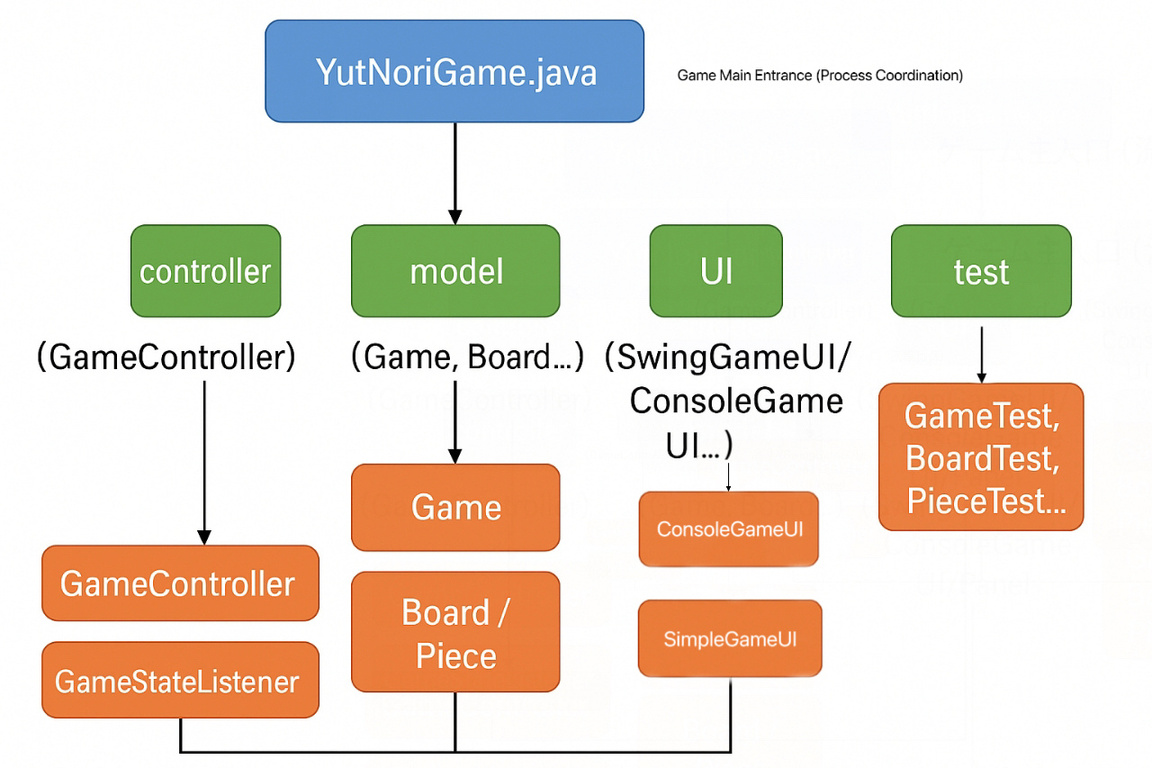 YutNoriGame.java
Game Main Entrance (Process Coordination)
controller
model
UI
test
(GameController)
(Game, Board...)
(SwingGameUI/
ConsoleGame
UI...)
GameTest,
BoardTest,
PieceTest...
Game
ConsoleGameUI
GameController
Board /
Piece
SimpleGameUI
GameStateListener